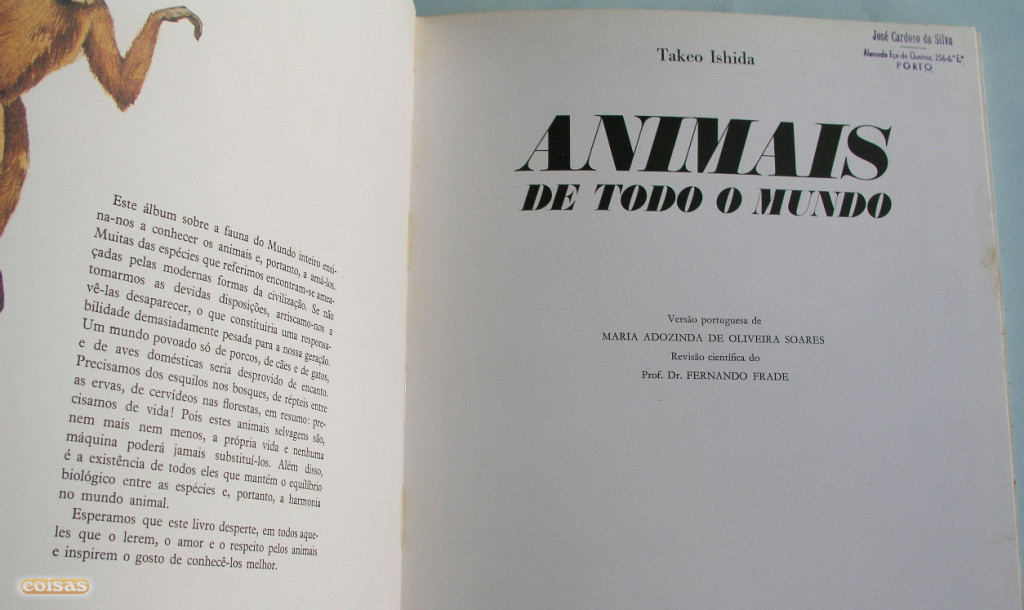 Este álbum sobre a fauna do Mundo inteiro ensi-
na-nos a conhecer os animais e, portanto, a amá-los.
Muitas das espécies que referimos encontram-se amea-
çadas pelas modernas formas da civilização. Se não
tomarmos as devidas disposições, arriscamo-nos a
vê-las desaparecer, o que constituiria uma responsa-
bilidade demasiadamente pesada para a nossa geração.
Um mundo povoado só de porcos, de cães e de gatos,
e de aves domésticas seria desprovido de encanto.
Precisamos dos esquilos nos bosques, de répteis entre
as ervas, de cervídeos nas florestas, em resumo: pre-
cisamos de vida! Pois estes animais selvagens são,
nem mais nem menos, a própria vida e nenhuma
máquina poderá jamais substituí-los. Além disso,
é a existência de todos eles que mantém o equilíbrio
biológico entre as espécies e, portanto, a harmonia
no mundo animal.
Esperamos que este livro desperte, em todos aque-
les que o lerem, o amor e o respeito pelos animais
e inspirem o gosto de conhecê-los melhor.
coisas
José Cardoso da Silva
Alameda Eça de Queiroz, 256-6.º E.º
PORTO
Takeo Ishida
ANIMAIS
DE TODO O MUNDO
Versão portuguesa de
MARIA ADOZINDA DE OLIVEIRA SOARES
Revisão científica do
Prof. Dr. FERNANDO FRADE